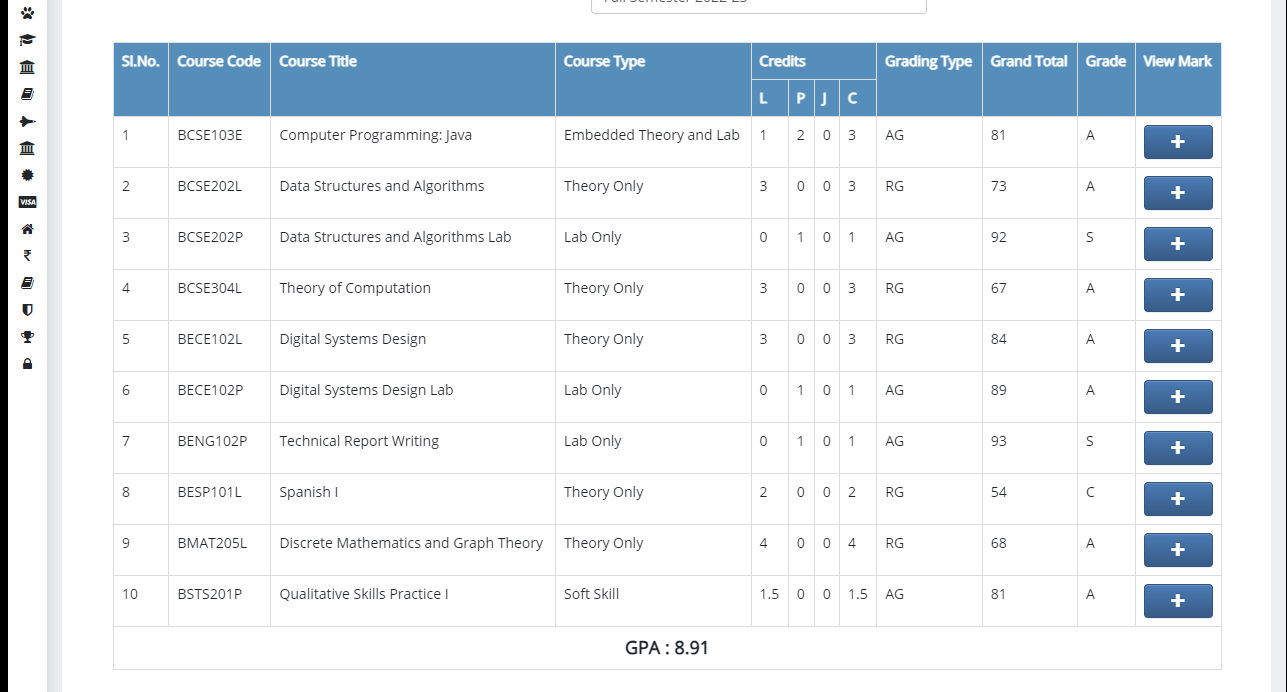 Fall Semester 2022-23
Sl.No. Course Code Course Title Course Type Credits Grading Type Grand Total Grade View Mark
L P J C
1 BCSE103E Computer Programming: Java Embedded Theory and Lab 1 2 0 3 AG 81 A
2 BCSE202L Data Structures and Algorithms Theory Only 3 0 0 3 RG 73 A
3 BCSE202P Data Structures and Algorithms Lab Lab Only 0 1 0 1 AG 92 S
4 BCSE304L Theory of Computation Theory Only 3 0 0 3 RG 67 A
5 BECE102L Digital Systems Design Theory Only 3 0 0 3 RG 84 A
6 BECE102P Digital Systems Design Lab Lab Only 0 1 0 1 AG 89 A
7 BENG102P Technical Report Writing Lab Only 0 1 0 1 AG 93 S
8 BESP101L Spanish I Theory Only 2 0 0 2 RG 54 C
9 BMAT205L Discrete Mathematics and Graph Theory Theory Only 4 0 0 4 RG 68 A
10 BSTS201P Qualitative Skills Practice I Soft Skill 1.5 0 0 1.5 AG 81 A
GPA : 8.91
VISA
₹